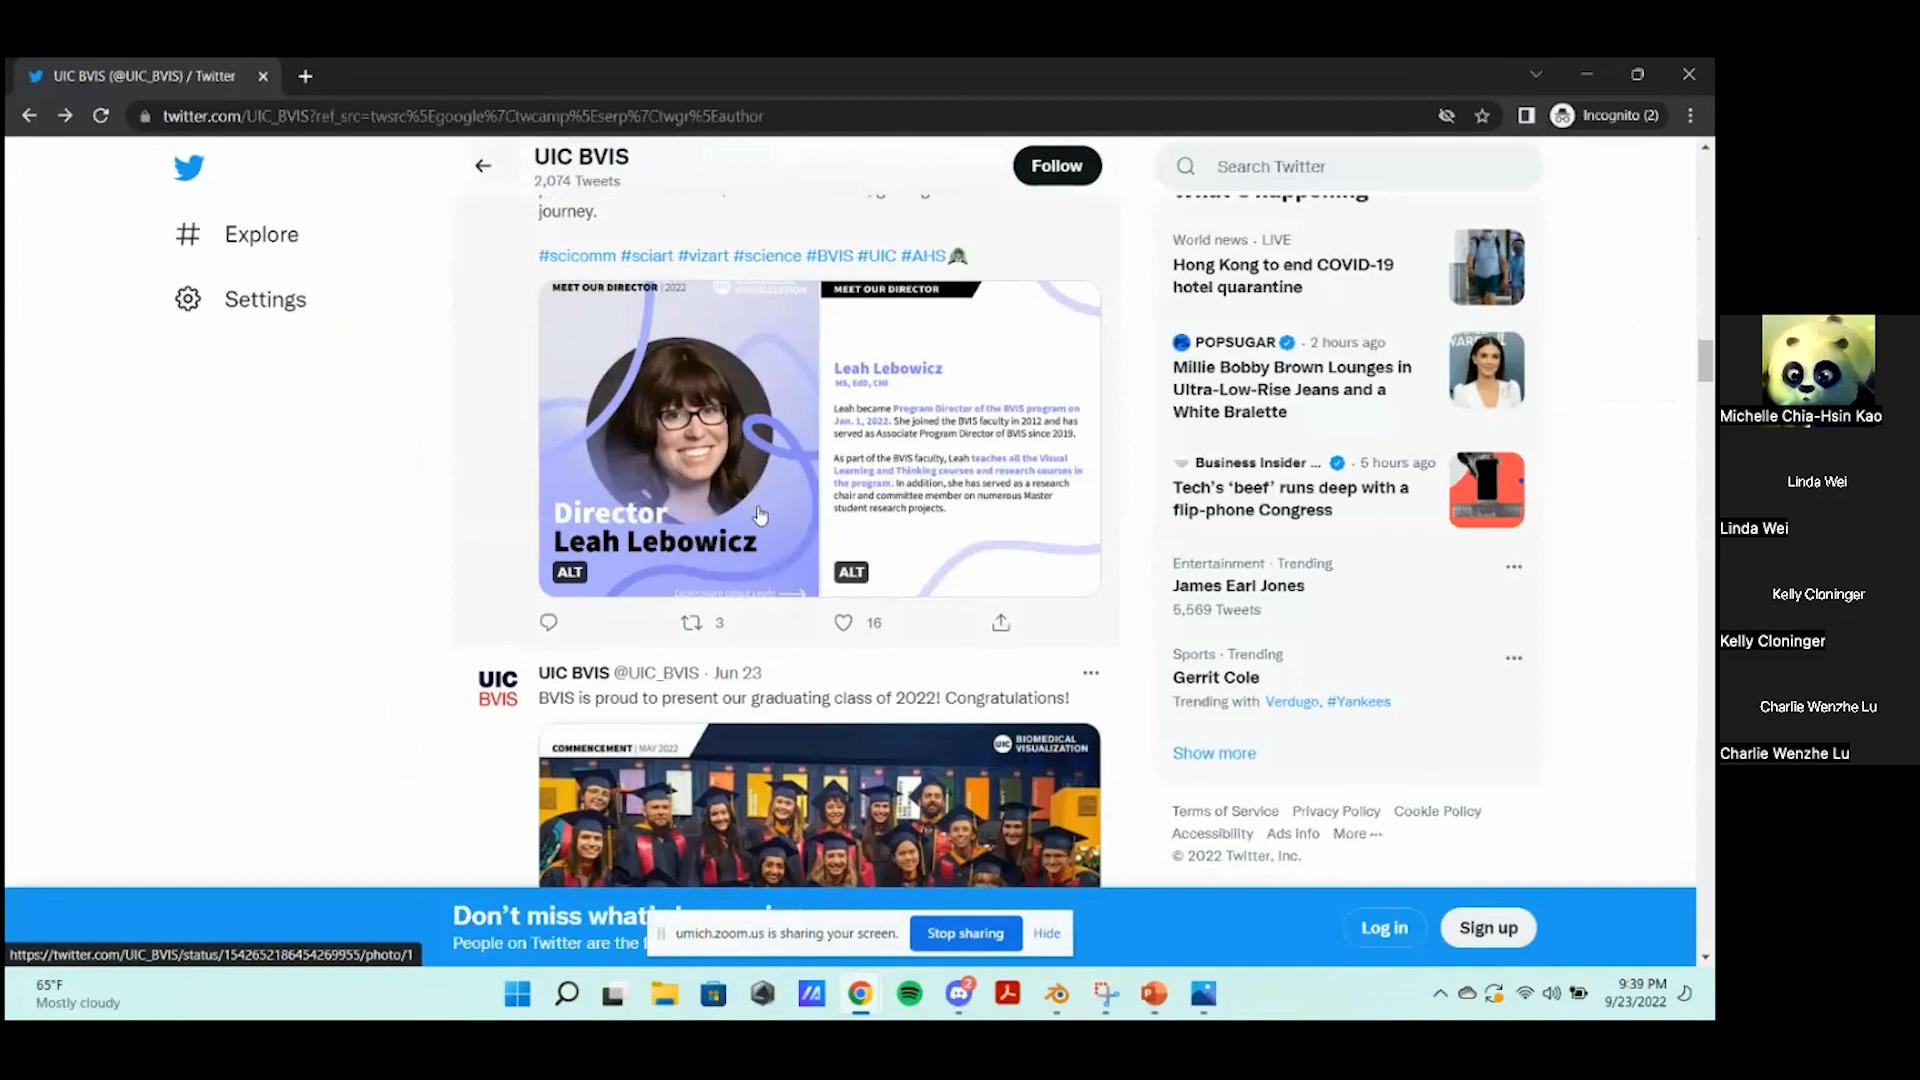 UIC BVIS (@UIC_BVIS) / Twitter
twitter.com/UIC_BVIS?ref_src=twsrc%5Egoogle%7Ctwcamp%5Eserp%7Ctwgr%5Eauthor
Incognito (2)
Explore
Settings
UIC BVIS
2,074 Tweets
Follow
journey.
#scicomm #sciart #vizart #science #BVIS #UIC #AHS
MEET OUR DIRECTOR | 2022
UIC BIOMEDICAL
VISUALIZATION
Director
Leah Lebowicz
ALT
Learn more about Leah!
MEET OUR DIRECTOR
Leah Lebowicz
MS, EdD, CMI
Leah became Program Director of the BVIS program on
Jan. 1, 2022. She joined the BVIS faculty in 2012 and has
served as Associate Program Director of BVIS since 2019.
As part of the BVIS faculty, Leah teaches all the Visual
Learning and Thinking courses and research courses in
the program. In addition, she has served as a research
chair and committee member on numerous Master
student research projects.
ALT
3
16
UIC
BVIS
UIC BVIS @UIC_BVIS · Jun 23
BVIS is proud to present our graduating class of 2022! Congratulations!
COMMENCEMENT | MAY 2022
UIC BIOMEDICAL
VISUALIZATION
Search Twitter
What's happening
World news · LIVE
Hong Kong to end COVID-19
hotel quarantine
POPSUGAR · 2 hours ago
Millie Bobby Brown Lounges in
Ultra-Low-Rise Jeans and a
White Bralette
Business Insider ... · 5 hours ago
Tech's 'beef' runs deep with a
flip-phone Congress
Entertainment · Trending
James Earl Jones
5,569 Tweets
Sports · Trending
Gerrit Cole
Trending with Verdugo, #Yankees
Show more
Terms of Service Privacy Policy Cookie Policy
Accessibility Ads info More ···
© 2022 Twitter, Inc.
Don't miss what's
People on Twitter are the
umich.zoom.us is sharing your screen.
Stop sharing
Hide
Log in
Sign up
https://twitter.com/UIC_BVIS/status/1542652186454269955/photo/1
65°F
Mostly cloudy
2
9:39 PM
9/23/2022
Michelle Chia-Hsin Kao
Linda Wei
Linda Wei
Kelly Cloninger
Kelly Cloninger
Charlie Wenzhe Lu
Charlie Wenzhe Lu